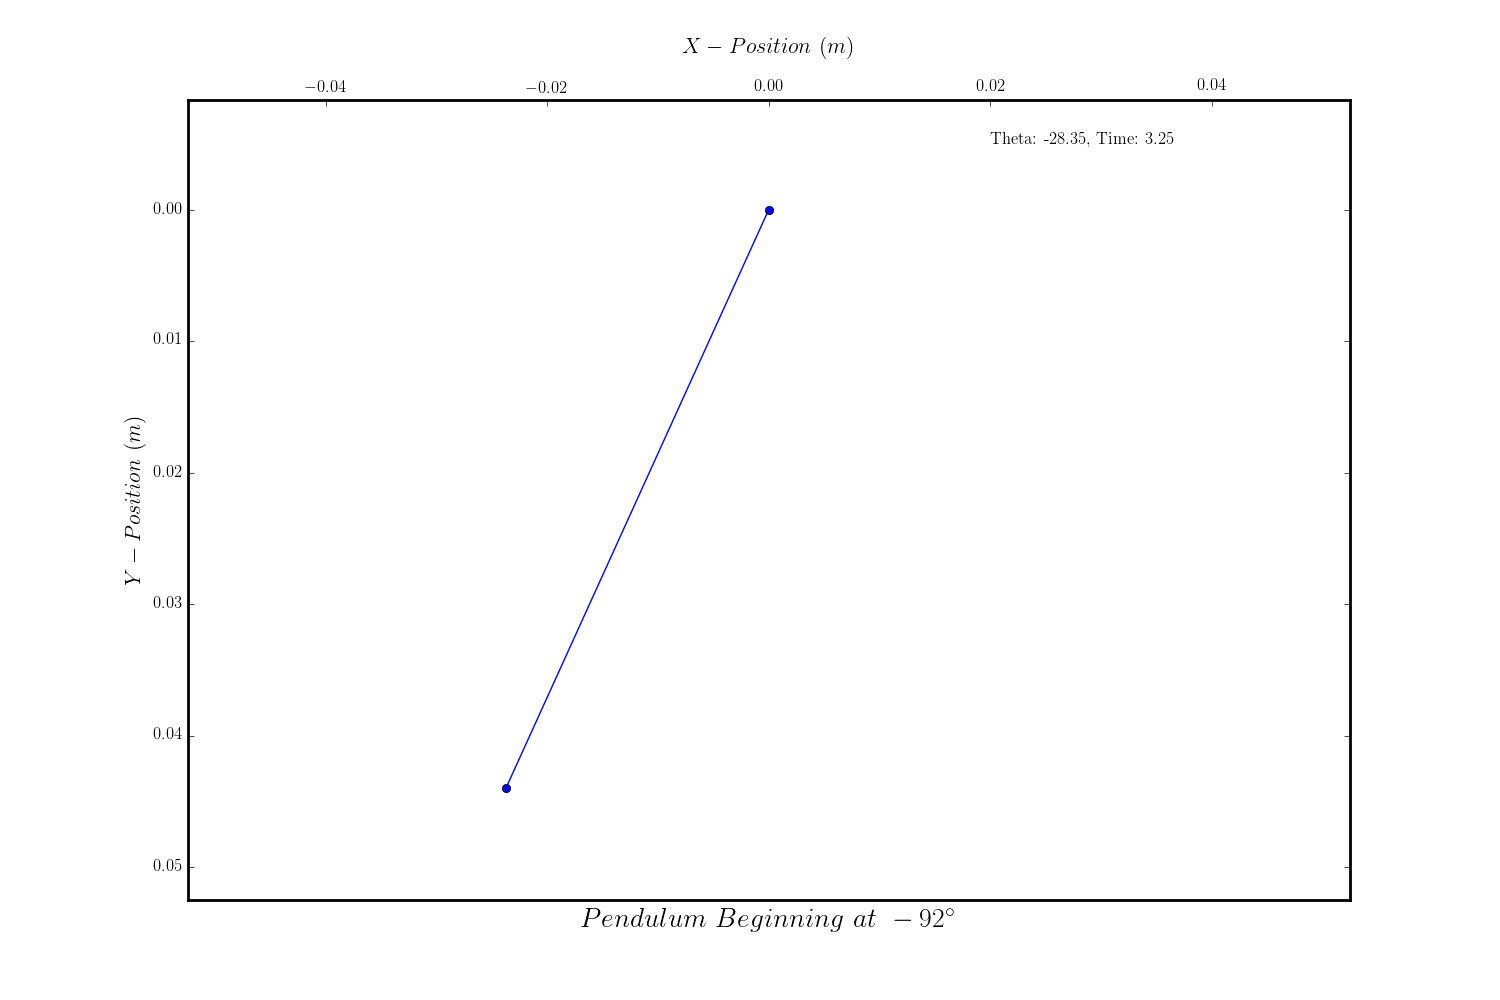 X − Position (m)
−0.04 −0.02 0.00 0.02 0.04
Theta: -28.35, Time: 3.25
0.00
0.01
0.02
0.03
0.04
0.05
Y − Position (m)
Pendulum Beginning at − 92°